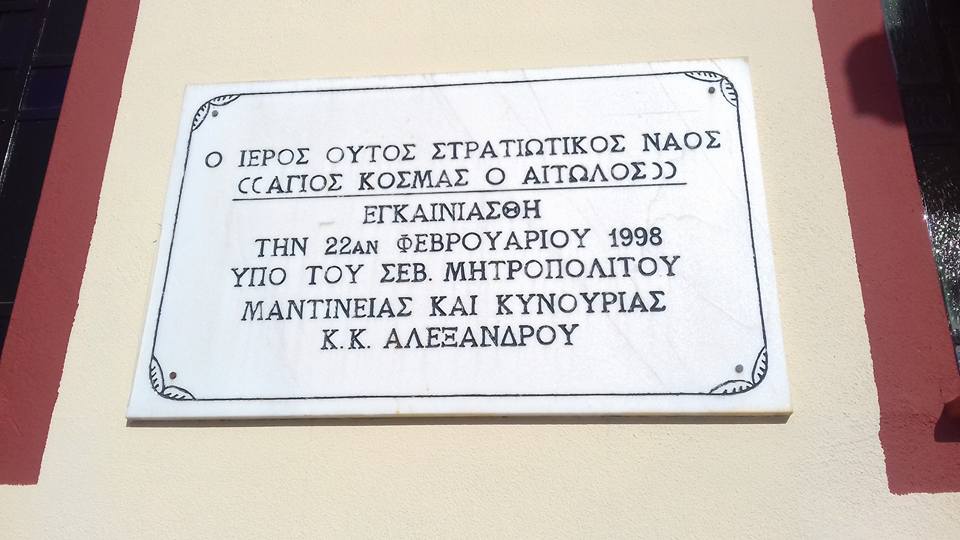 Ο ΙΕΡΟΣ ΟΥΤΟΣ ΣΤΡΑΤΙΩΤΙΚΟΣ ΝΑΟΣ
((ΑΓΙΟΣ ΚΟΣΜΑΣ Ο ΑΙΤΩΛΟΣ))
ΕΓΚΑΙΝΙΑΣΘΗ
ΤΗΝ 22ΑΝ ΦΕΒΡΟΥΑΡΙΟΥ 1998
ΥΠΟ ΤΟΥ ΣΕΒ. ΜΗΤΡΟΠΟΛΙΤΟΥ
ΜΑΝΤΙΝΕΙΑΣ ΚΑΙ ΚΥΝΟΥΡΙΑΣ
Κ.Κ. ΑΛΕΞΑΝΔΡΟΥ